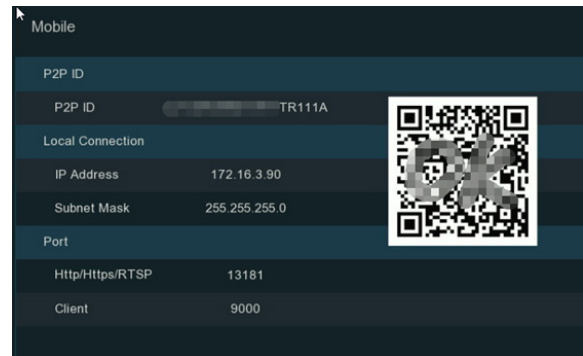 Mobile
P2P ID
P2P ID TR111A
Local Connection
IP Address 172.16.3.90
Subnet Mask 255.255.255.0
Port
Http/Https/RTSP 13181
Client 9000
OK